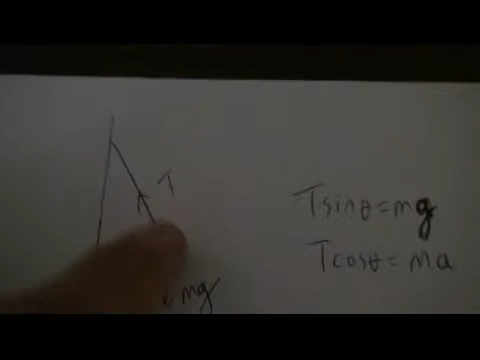 T
Tsinθ=mg
Tcosθ= ma
mg